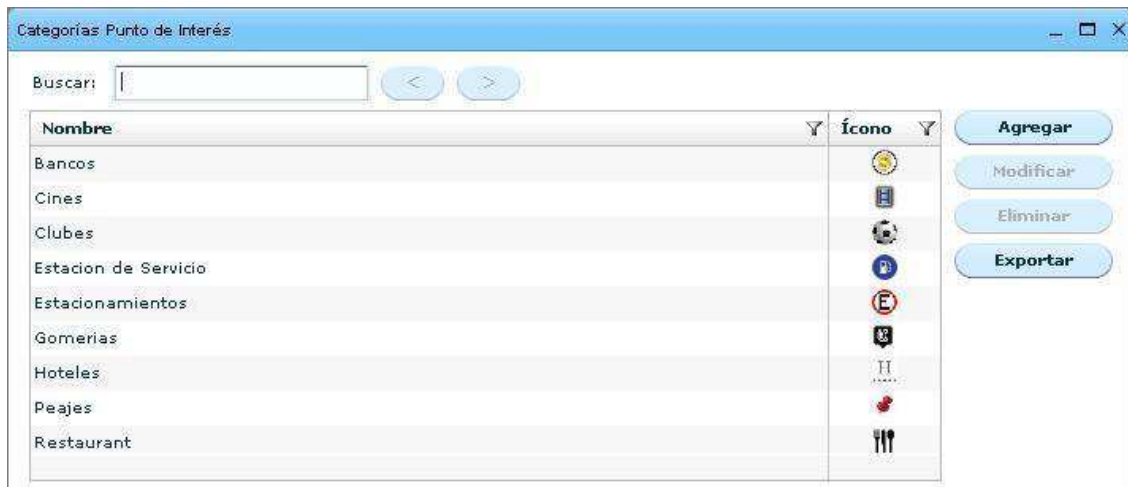 Categorías Punto de Interés
Buscar: < >
Nombre Ícono Agregar
Bancos
Modificar
Cines
Eliminar
Clubes
Estacion de Servicio Exportar
Estacionamientos E
Gomerias
Hoteles H
Peajes
Restaurant